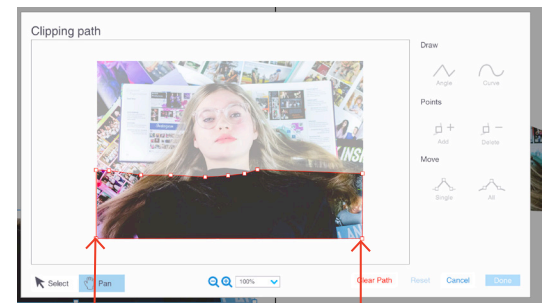 Clipping path
Draw
Angle Curve
Points
Add Delete
Move
Single All
Select Pan 100% Clear Path Reset Cancel Done